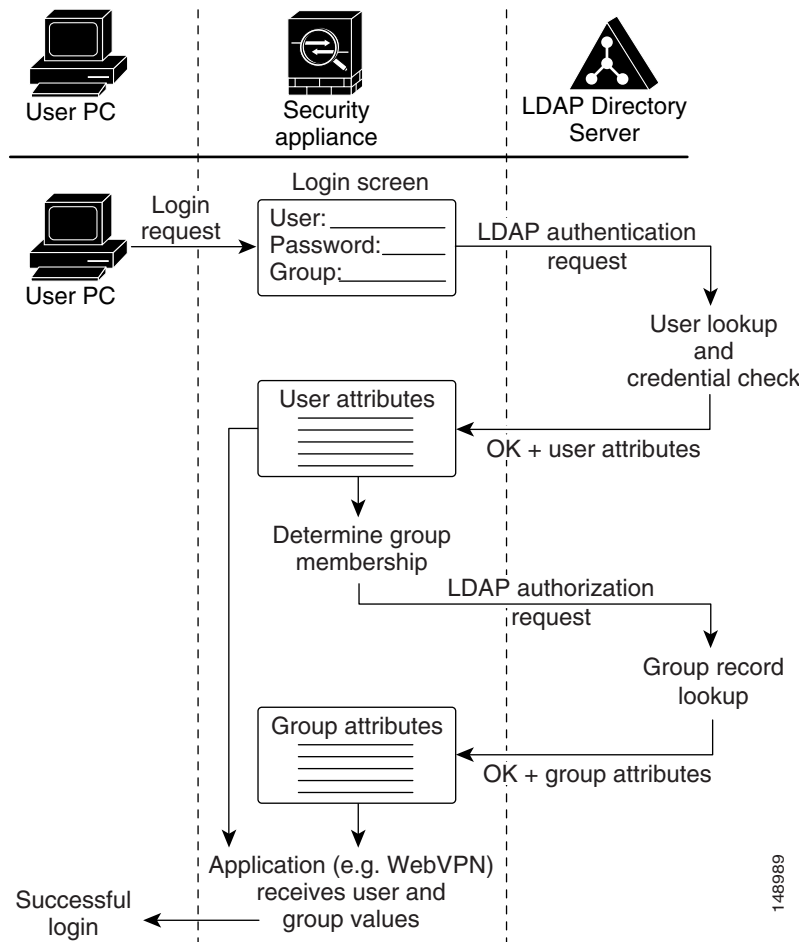 User PC
Security
appliance
LDAP Directory
Server
Login screen
Login
request
User:
Password:
Group:
LDAP authentication
request
User PC
User lookup
and
credential check
User attributes
OK + user attributes
Determine group
membership
LDAP authorization
request
Group record
lookup
Group attributes
OK + group attributes
Application (e.g. WebVPN)
receives user and
group values
Successful
login
148989